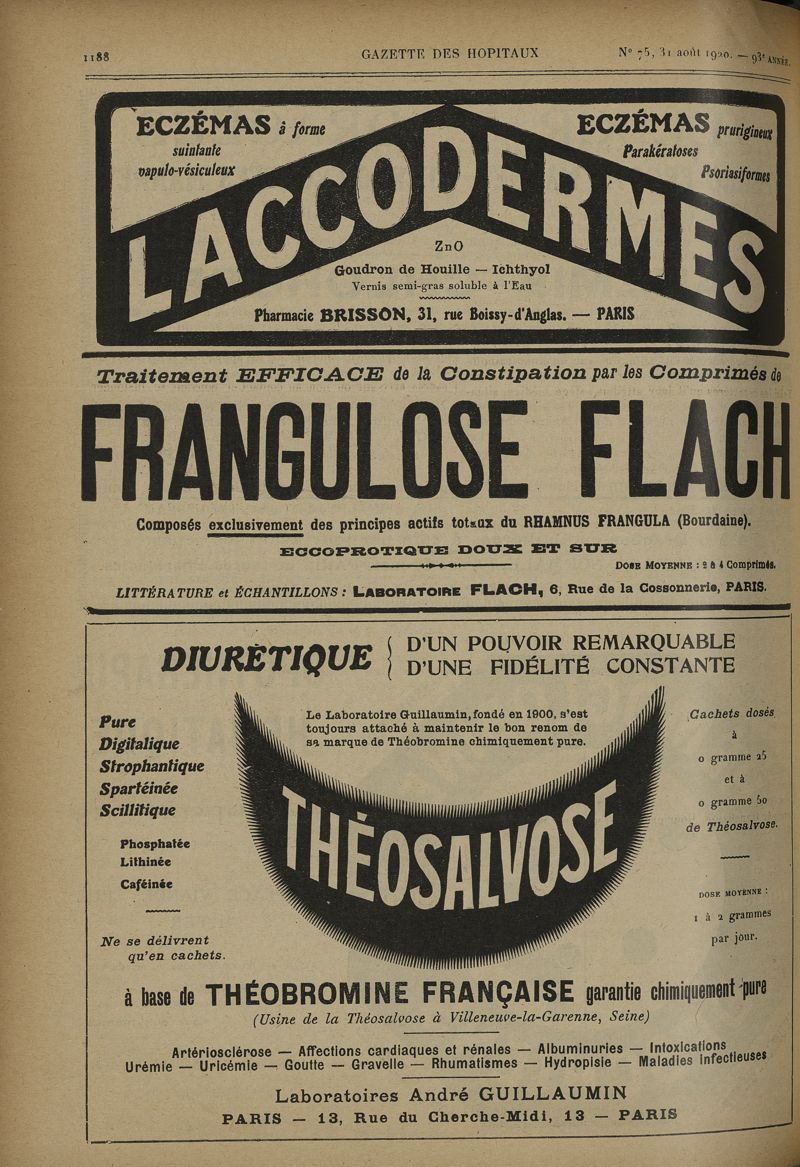 1188
GAZETTE DES HOPITAUX
N° 75, 31 août 1920. — 93e ANNÉE.
ECZÉMAS à forme
suintante
vapulo-vésiculeux
ECZÉMAS prurigineux
Parakératoses
Psoriasiformes
LACCODERMES
ZnO
Goudron de Houille — Ichthyol
Vernis semi-gras soluble à l'Eau
Pharmacie BRISSON, 31, rue Boissy-d'Anglas. — PARIS
Traitement EFFICACE de la Constipation par les Comprimés de
FRANGULOSE FLACH
Composés exclusivement des principes actifs totaux du RHAMNUS FRANGULA (Bourdaine).
ECCOPROTIQUE DOUX ET SUR
DOSE MOYENNE : 2 à 4 Comprimés.
LITTÉRATURE et ÉCHANTILLONS : LABORATOIRE FLACH, 6, Rue de la Cossonnerie, PARIS.
DIURÉTIQUE
D'UN POUVOIR REMARQUABLE
D'UNE FIDÉLITÉ CONSTANTE
Le Laboratoire Guillaumin, fondé en 1900, s'est
toujours attaché à maintenir le bon renom de
sa marque de Théobromine chimiquement pure.
Pure
Digitalique
Strophantique
Spartéinée
Scillitique
Phosphatée
Lithinée
Caféinée
Ne se délivrent
qu'en cachets.
THÉOSALVOSE
Cachets dosés
à
0 gramme 25
et à
0 gramme 50
de Théosalvose.
DOSE MOYENNE :
1 à 2 grammes
par jour.
à base de THÉOBROMINE FRANÇAISE garantie chimiquement pure
(Usine de la Théosalvose à Villeneuve-la-Garenne, Seine)
Artériosclérose — Affections cardiaques et rénales — Albuminuries — Intoxications
Urémie — Uricémie — Goutte — Gravelle — Rhumatismes — Hydropisie — Maladies Infectieuses
Laboratoires André GUILLAUMIN
PARIS — 13, Rue du Cherche-Midi, 13 — PARIS